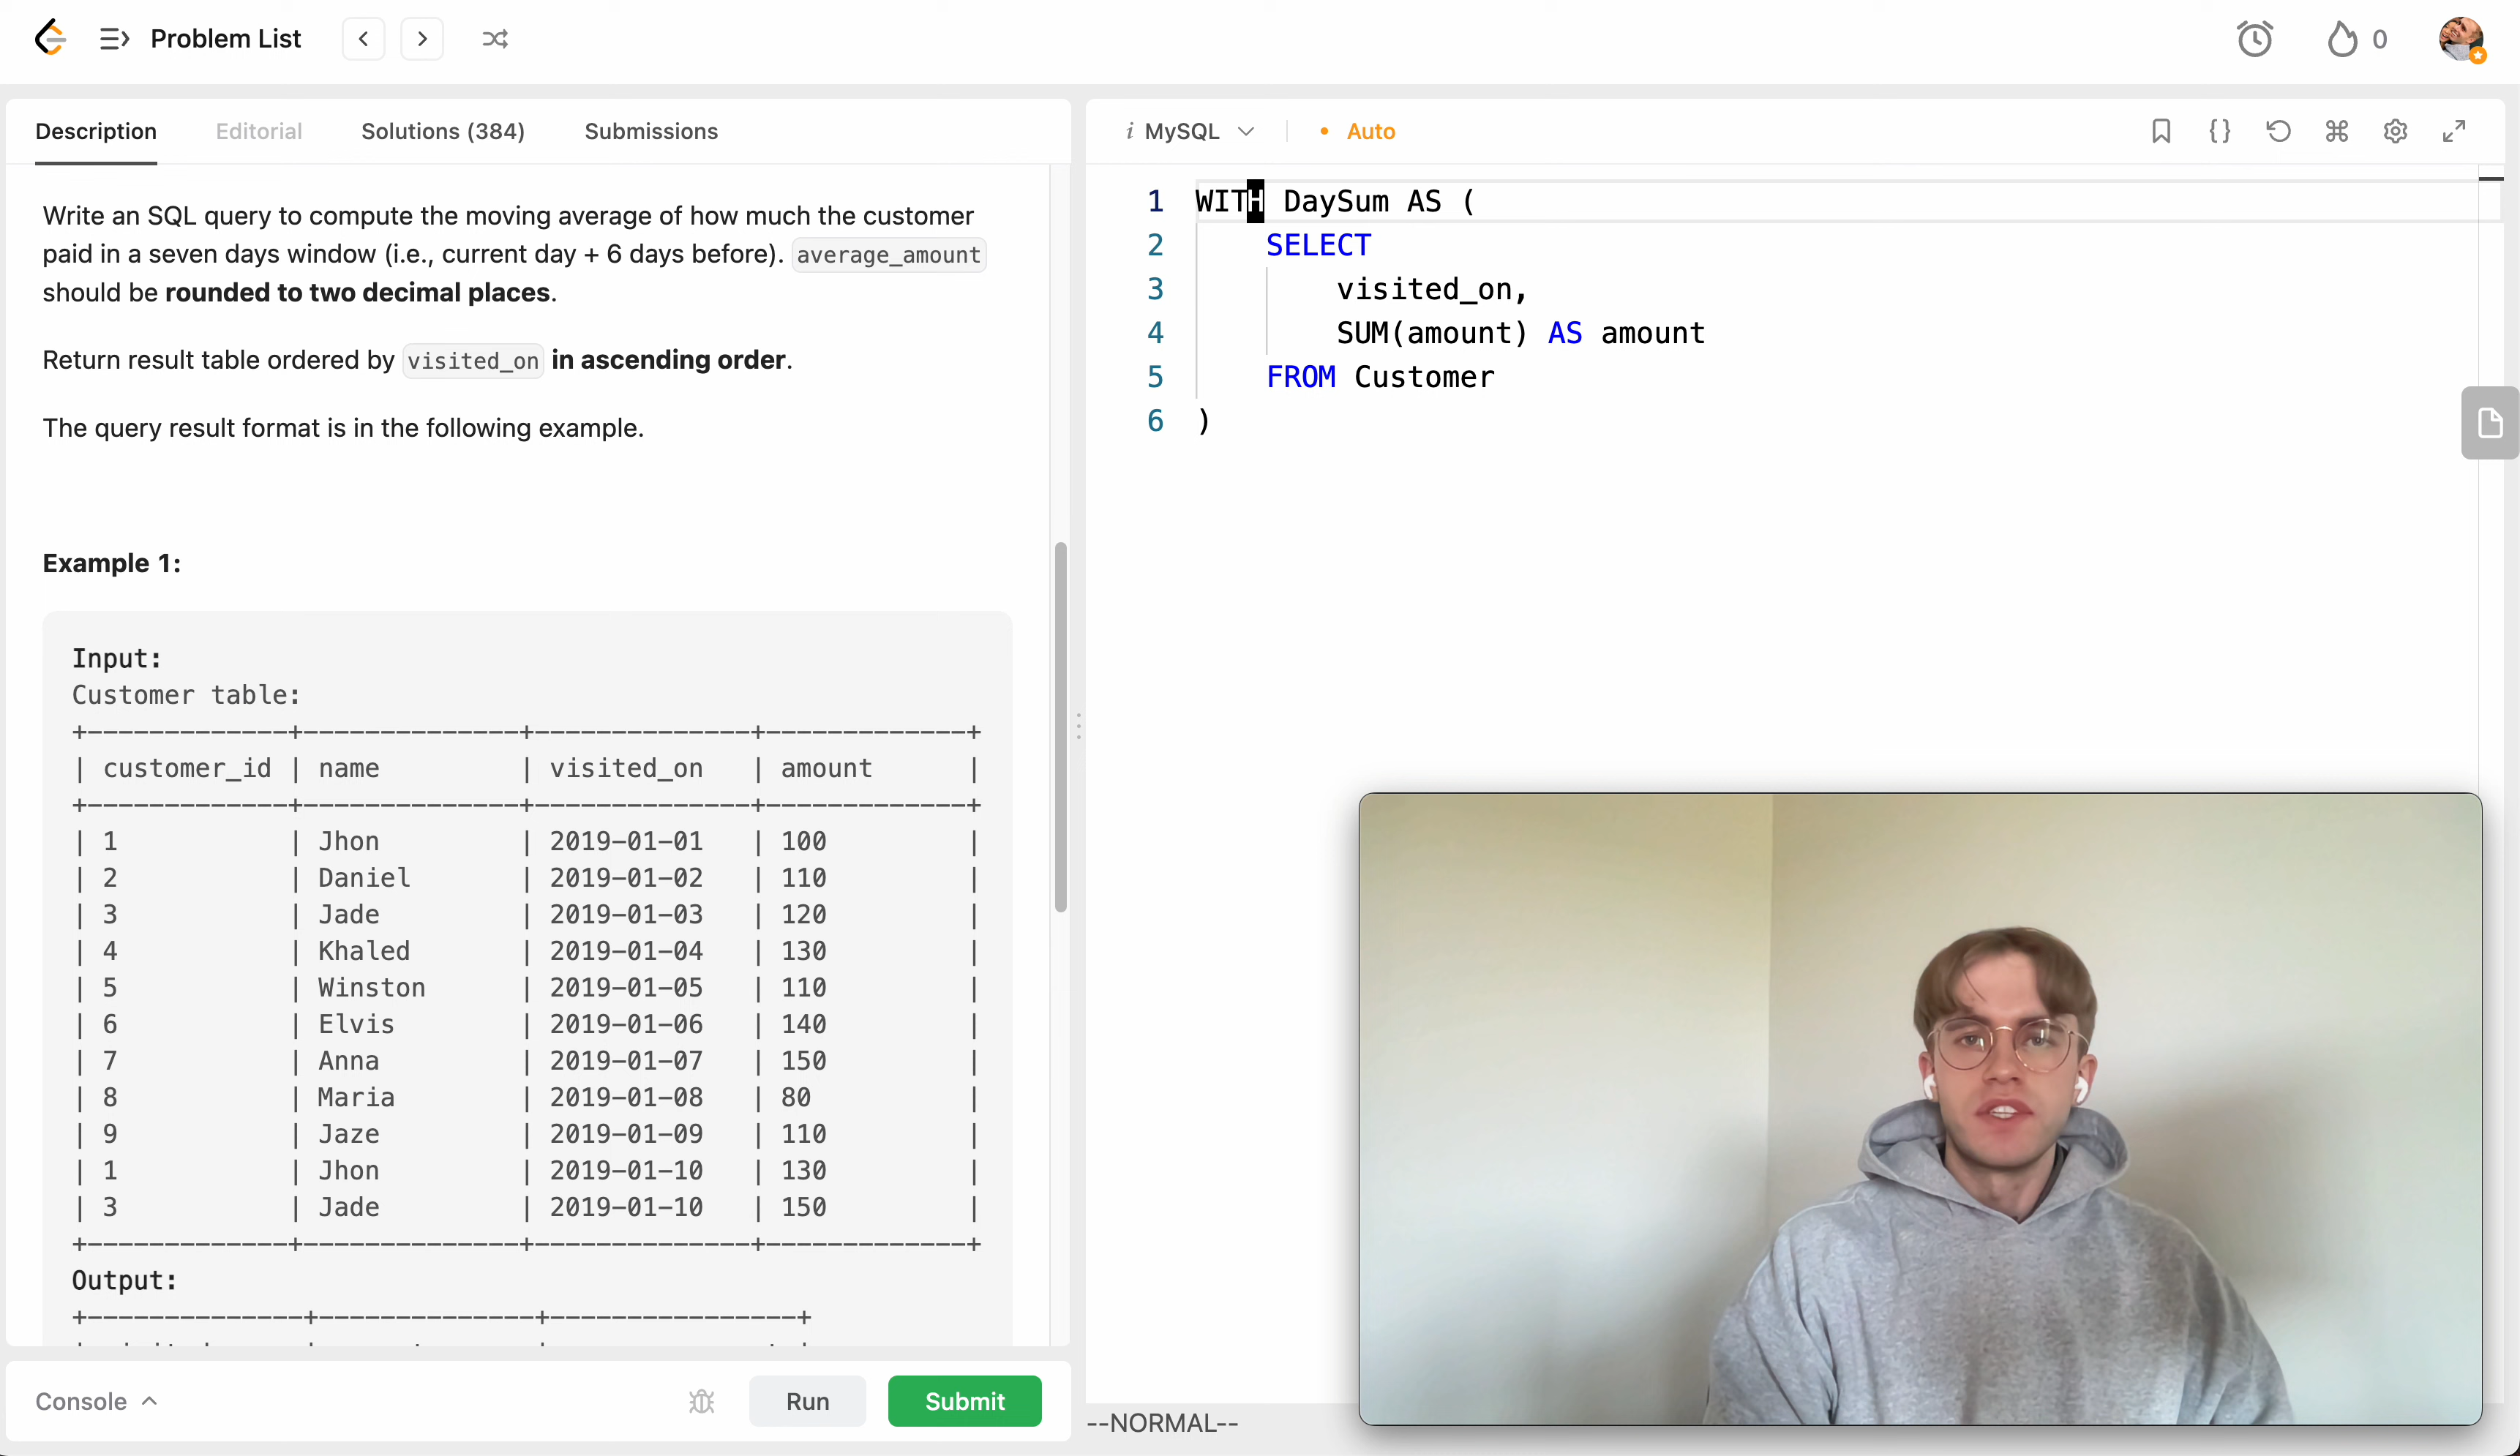 Problem List
0
Description Editorial Solutions (384) Submissions
Write an SQL query to compute the moving average of how much the customer
paid in a seven days window (i.e., current day + 6 days before). average_amount
should be rounded to two decimal places.
Return result table ordered by visited_on in ascending order.
The query result format is in the following example.
Example 1:
Input:
Customer table:
+-------------+--------------+--------------+-------------+
| customer_id | name | visited_on | amount |
+-------------+--------------+--------------+-------------+
| 1 | Jhon | 2019-01-01 | 100 |
| 2 | Daniel | 2019-01-02 | 110 |
| 3 | Jade | 2019-01-03 | 120 |
| 4 | Khaled | 2019-01-04 | 130 |
| 5 | Winston | 2019-01-05 | 110 |
| 6 | Elvis | 2019-01-06 | 140 |
| 7 | Anna | 2019-01-07 | 150 |
| 8 | Maria | 2019-01-08 | 80 |
| 9 | Jaze | 2019-01-09 | 110 |
| 1 | Jhon | 2019-01-10 | 130 |
| 3 | Jade | 2019-01-10 | 150 |
+-------------+--------------+--------------+-------------+
Output:
+--------------+--------------+----------------+
Console Run Submit
i MySQL • Auto
1 WITH DaySum AS (
2 SELECT
3 visited_on,
4 SUM(amount) AS amount
5 FROM Customer
6 )
--NORMAL--